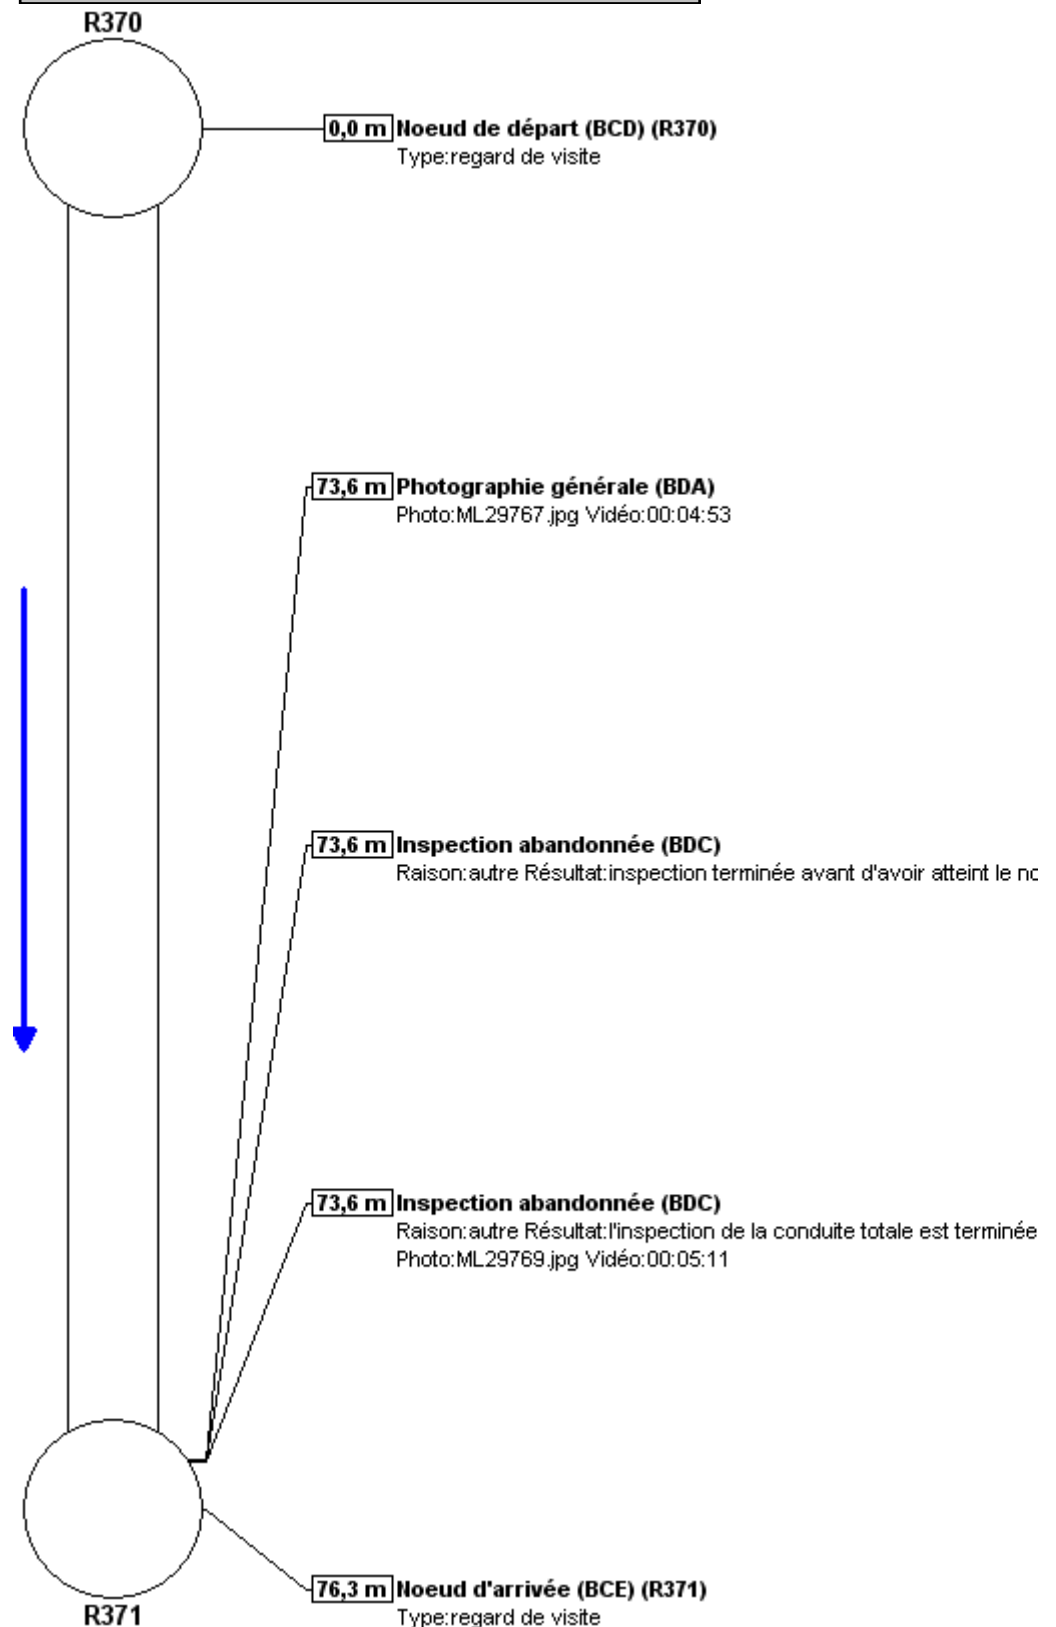 R370
0,0 m Noeud de départ (BCD) (R370)
Type:regard de visite
73,6 m Photographie générale (BDA)
Photo:ML29767.jpg Vidéo:00:04:53
73,6 m Inspection abandonnée (BDC)
Raison:autre Résultat:inspection terminée avant d'avoir atteint le
73,6 m Inspection abandonnée (BDC)
Raison:autre Résultat:l'inspection de la conduite totale est terminée
Photo:ML29769.jpg Vidéo:00:05:11
76,3 m Noeud d'arrivée (BCE) (R371)
R371
Type:regard de visite